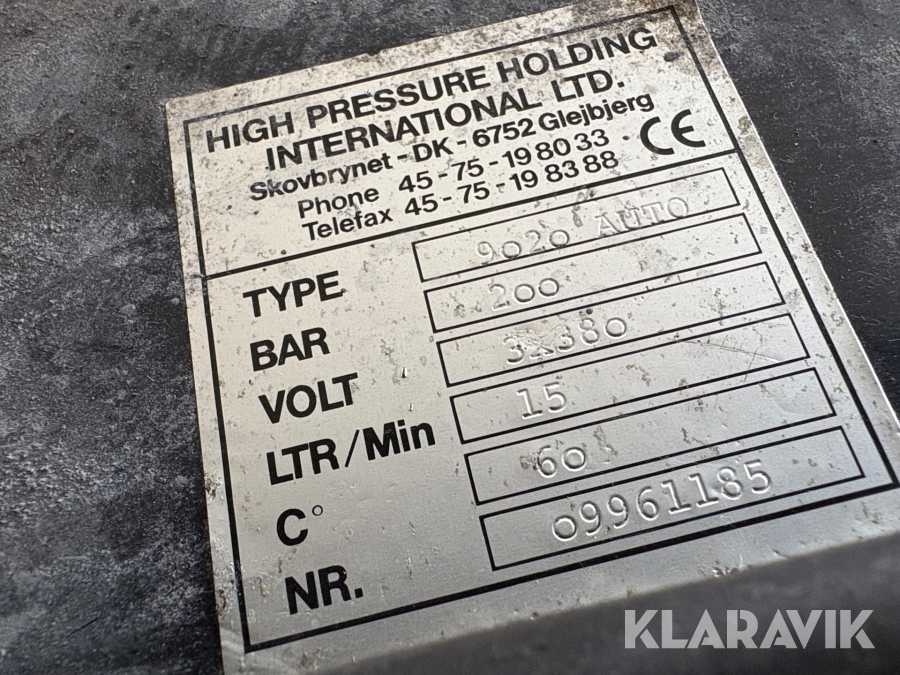 HIGH PRESSURE HOLDING
INTERNATIONAL LTD.
Skovbrynet - DK - 6752 Glejbjerg
Phone 45 - 75 - 19 80 33
Telefax 45 - 75 - 19 83 88
CE
TYPE 9020 AUTO
BAR 200
VOLT 3x380
LTR/Min 15
C° 60
NR. 09961185
KLARAVIK